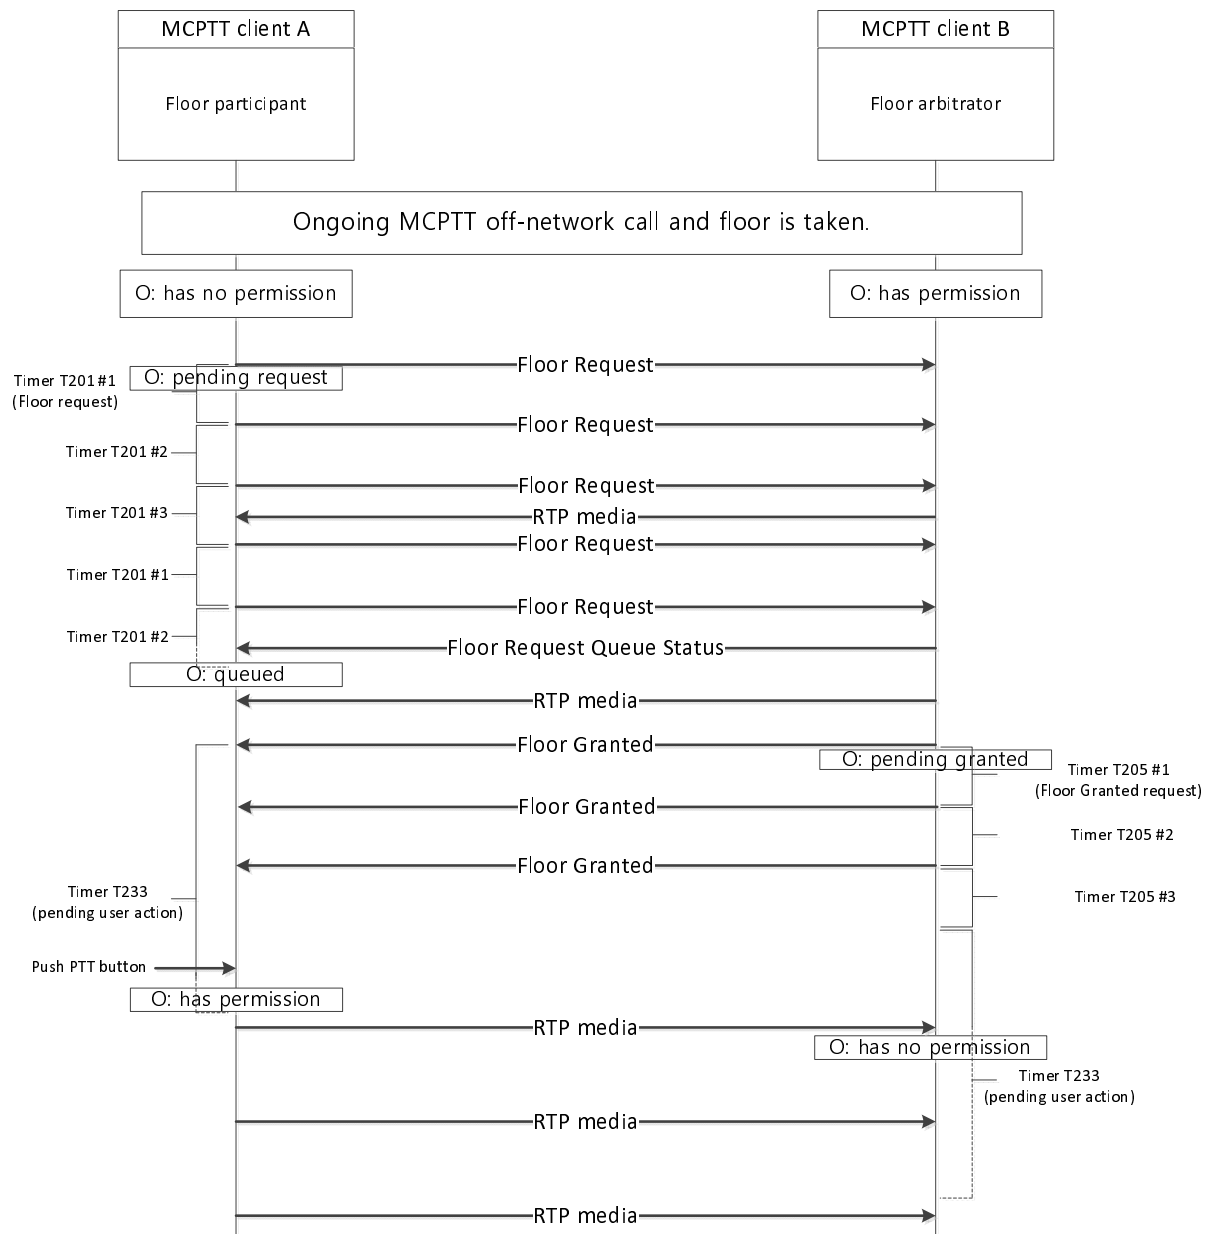 MCPTT client A
MCPTT client B
Floor participant
Floor arbitrator
Ongoing MCPTT off-network call and floor is taken.
O: has no permission
O: has permission
Floor Request
O: pending request
Timer T201 #1
(Floor request)
Floor Request
Timer T201 #2
Floor Request
Timer T201 #3
RTP media
Floor Request
Timer T201 #1
Floor Request
Timer T201 #2
Floor Request Queue Status
O: queued
RTP media
Floor Granted
O: pending granted
Timer T205 #1
(Floor Granted request)
Floor Granted
Timer T205 #2
Floor Granted
Timer T233
(pending user action)
Timer T205 #3
Push PTT button
O: has permission
RTP media
O: has no permission
Timer T233
(pending user action)
RTP media
RTP media